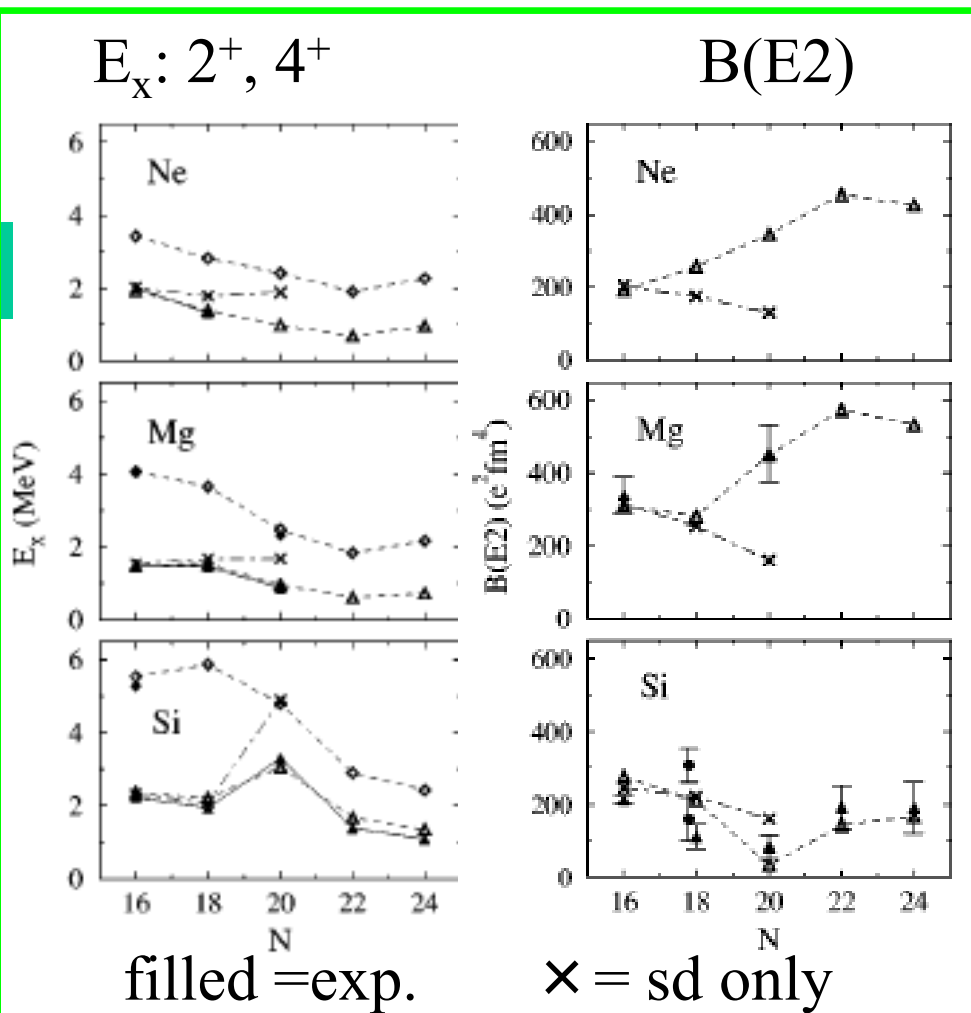 Eₓ: 2⁺, 4⁺
B(E2)
6
4
2
0
Ne
6
4
2
0
Mg
6
4
2
0
Si
Eₓ (MeV)
16 18 20 22 24
N
600
400
200
0
Ne
600
400
200
0
Mg
600
400
200
0
Si
B(E2) (e²fm⁴)
16 18 20 22 24
N
filled =exp.
× = sd only